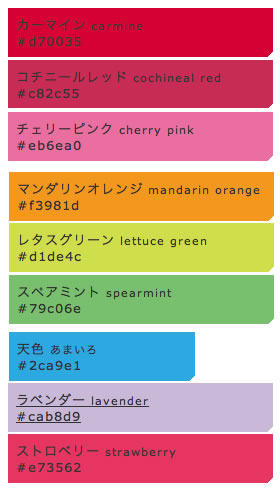 カーマイン carmine
#d70035
コチニールレッド cochineal red
#c82c55
チェリーピンク cherry pink
#eb6ea0
マンダリンオレンジ mandarin orange
#f3981d
レタスグリーン lettuce green
#d1de4c
スペアミント spearmint
#79c06e
天色 あまいろ
#2ca9e1
ラベンダー lavender
#cab8d9
ストロベリー strawberry
#e73562